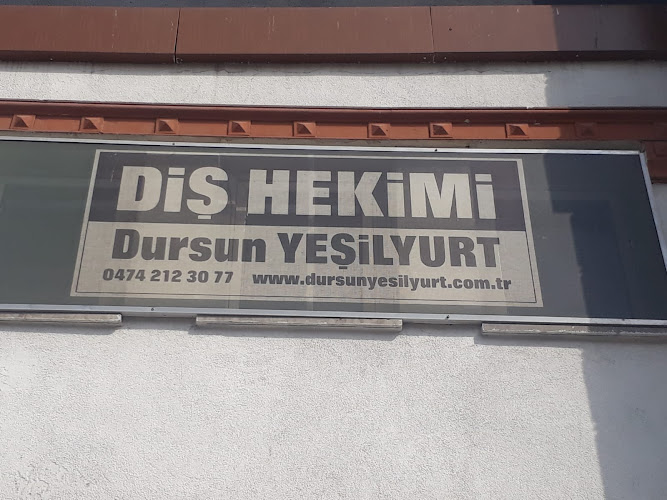 DİŞ HEKİMİ
Dursun YEŞİLYURT
0474 212 30 77 www.dursunyesilyurt.com.tr